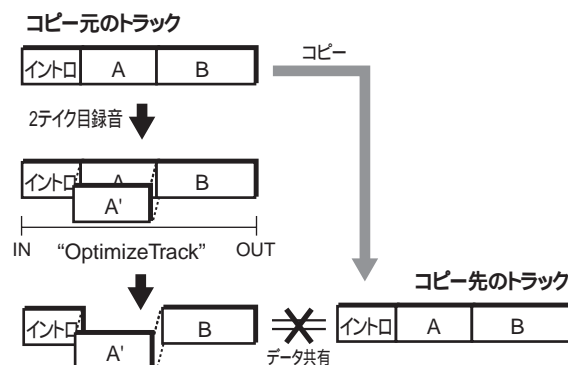 コピー元のトラック
イントロ A B
コピー
2テイク目録音
イントロ A B
A'
IN "OptimizeTrack" OUT
コピー先のトラック
イントロ B
A'
データ共有
イントロ A B